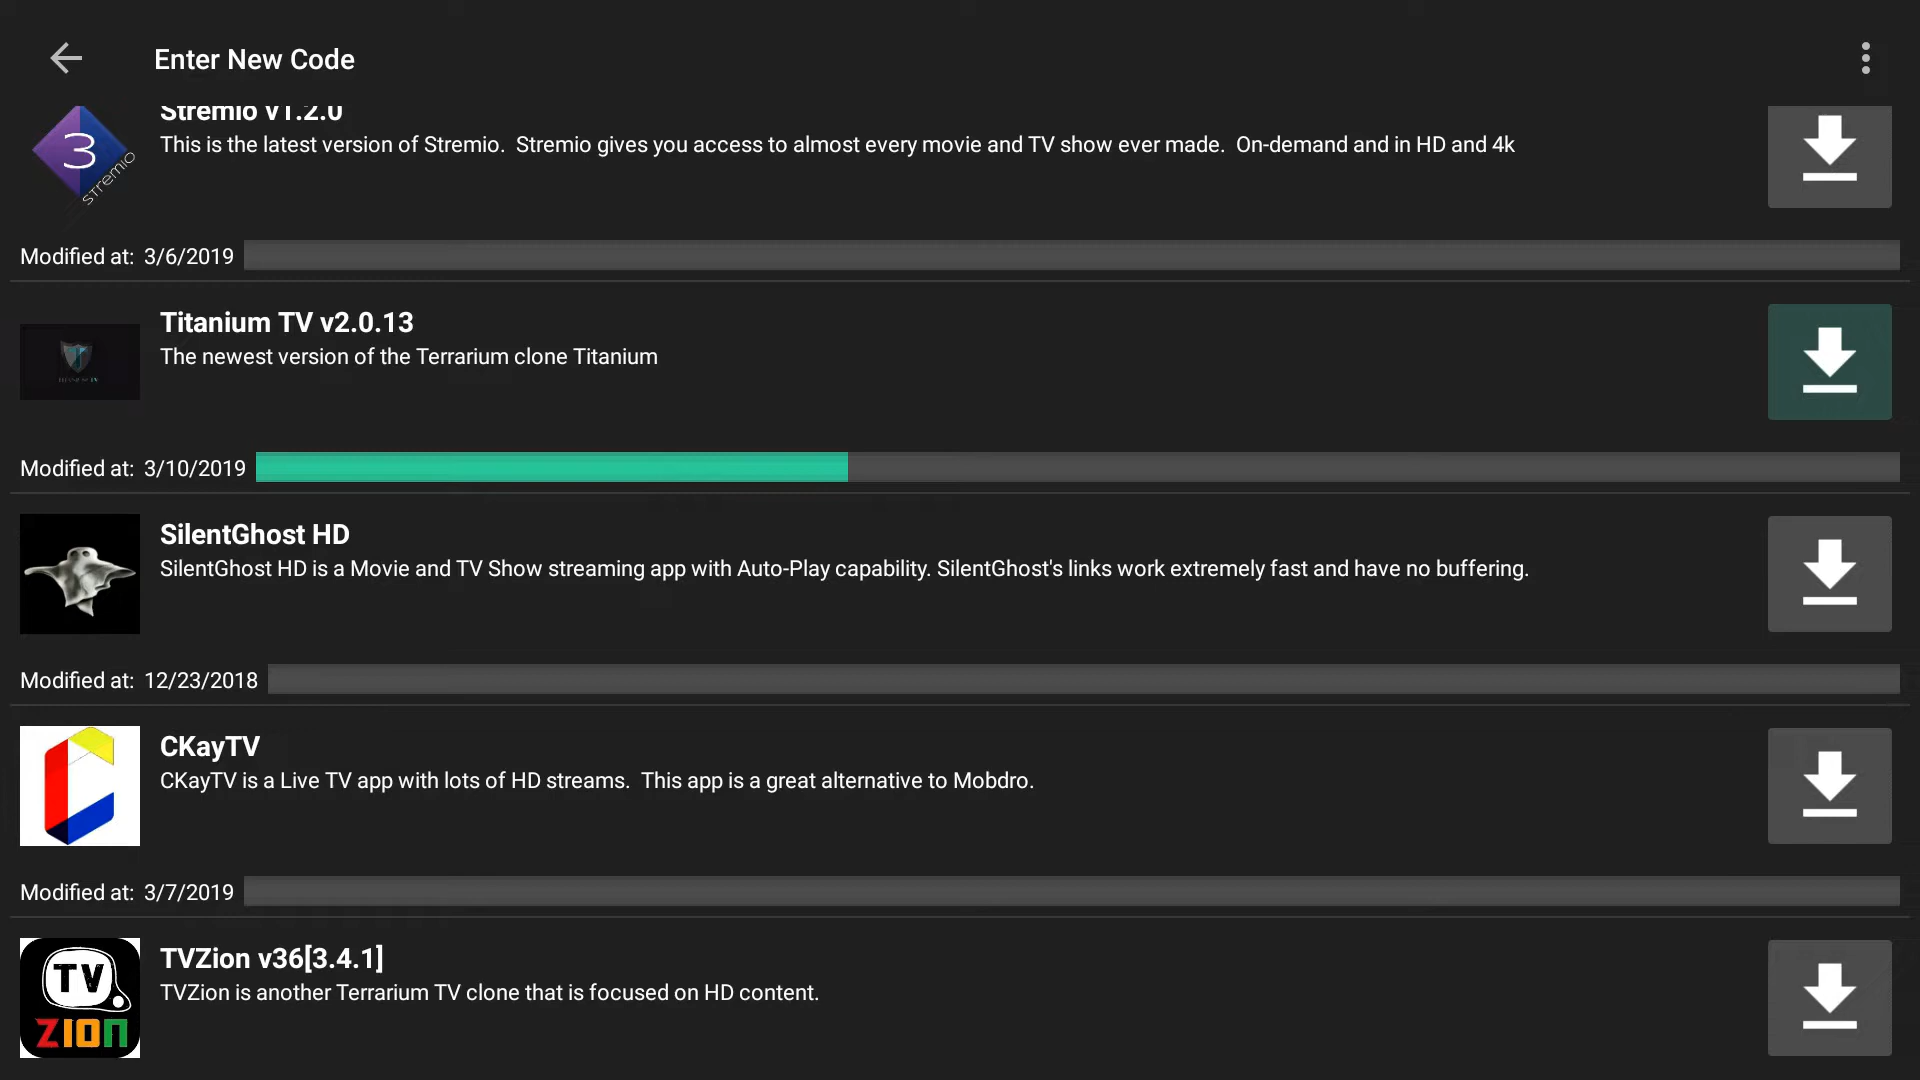 Enter New Code
Stremio v1.2.0
This is the latest version of Stremio.  Stremio gives you access to almost every movie and TV show ever made.  On-demand and in HD and 4k
3
STREMIO
Modified at:  3/6/2019
Titanium TV v2.0.13
The newest version of the Terrarium clone Titanium
TITANIUM TV
Modified at:  3/10/2019
SilentGhost HD
SilentGhost HD is a Movie and TV Show streaming app with Auto-Play capability. SilentGhost's links work extremely fast and have no buffering.
Modified at:  12/23/2018
CKayTV
CKayTV is a Live TV app with lots of HD streams.  This app is a great alternative to Mobdro.
Modified at:  3/7/2019
TVZion v36[3.4.1]
TVZion is another Terrarium TV clone that is focused on HD content.
TV
ZION